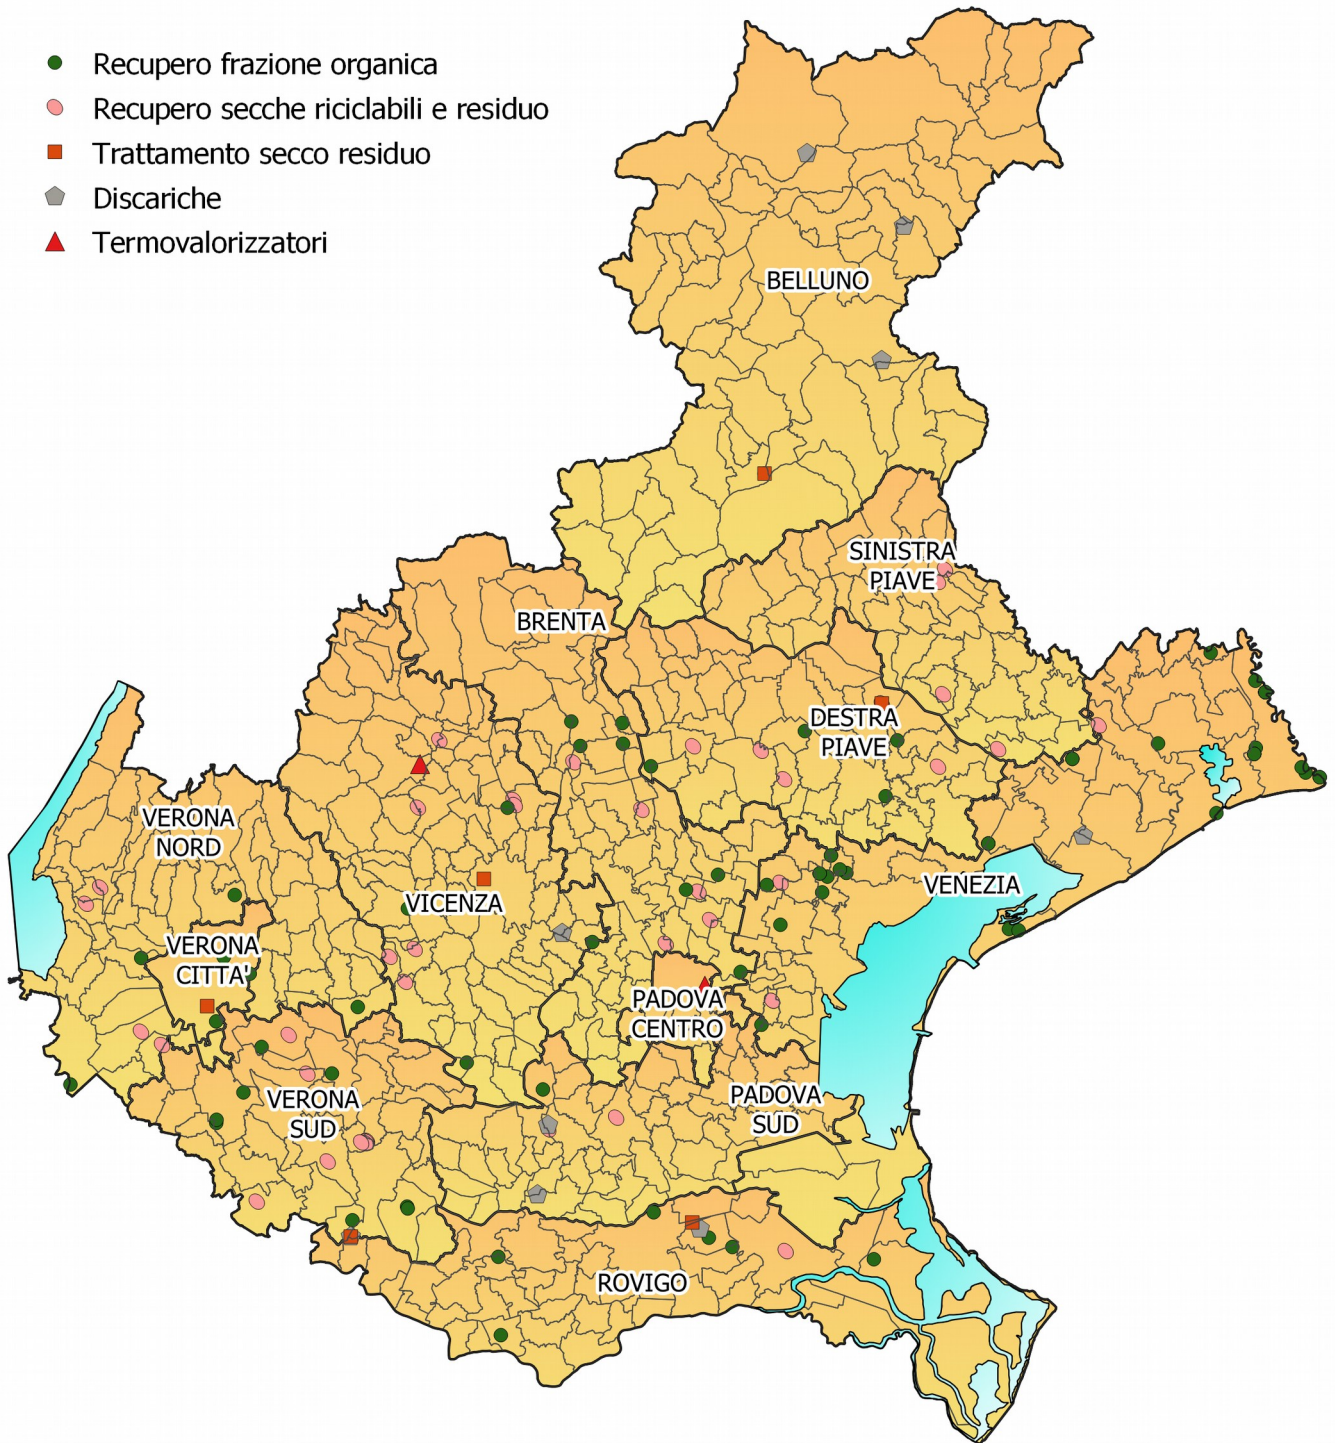 Recupero frazione organica
Recupero secche riciclabili e residuo
Trattamento secco residuo
Discariche
Termovalorizzatori
BELLUNO
SINISTRA
PIAVE
BRENTA
DESTRA
PIAVE
VERONA
NORD
VENEZIA
VICENZA
VERONA
CITTA'
PADOVA
CENTRO
PADOVA
SUD
VERONA
SUD
ROVIGO